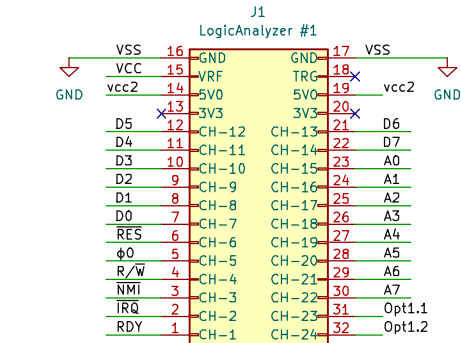 J1
LogicAnalyzer #1
VSS 16 GND GND 17 VSS
VCC 15 VRF TRG 18
vcc2 14 5V0 5V0 19 vcc2
GND 13 3V3 3V3 20 GND
D5 12 CH-12 CH-13 21 D6
D4 11 CH-11 CH-14 22 D7
D3 10 CH-10 CH-15 23 A0
D2 9 CH-9 CH-16 24 A1
D1 8 CH-8 CH-17 25 A2
D0 7 CH-7 CH-18 26 A3
R̅E̅S̅ 6 CH-6 CH-19 27 A4
ϕ0 5 CH-5 CH-20 28 A5
R/W̅ 4 CH-4 CH-21 29 A6
N̅M̅I̅ 3 CH-3 CH-22 30 A7
I̅R̅Q̅ 2 CH-2 CH-23 31 Opt1.1
RDY 1 CH-1 CH-24 32 Opt1.2